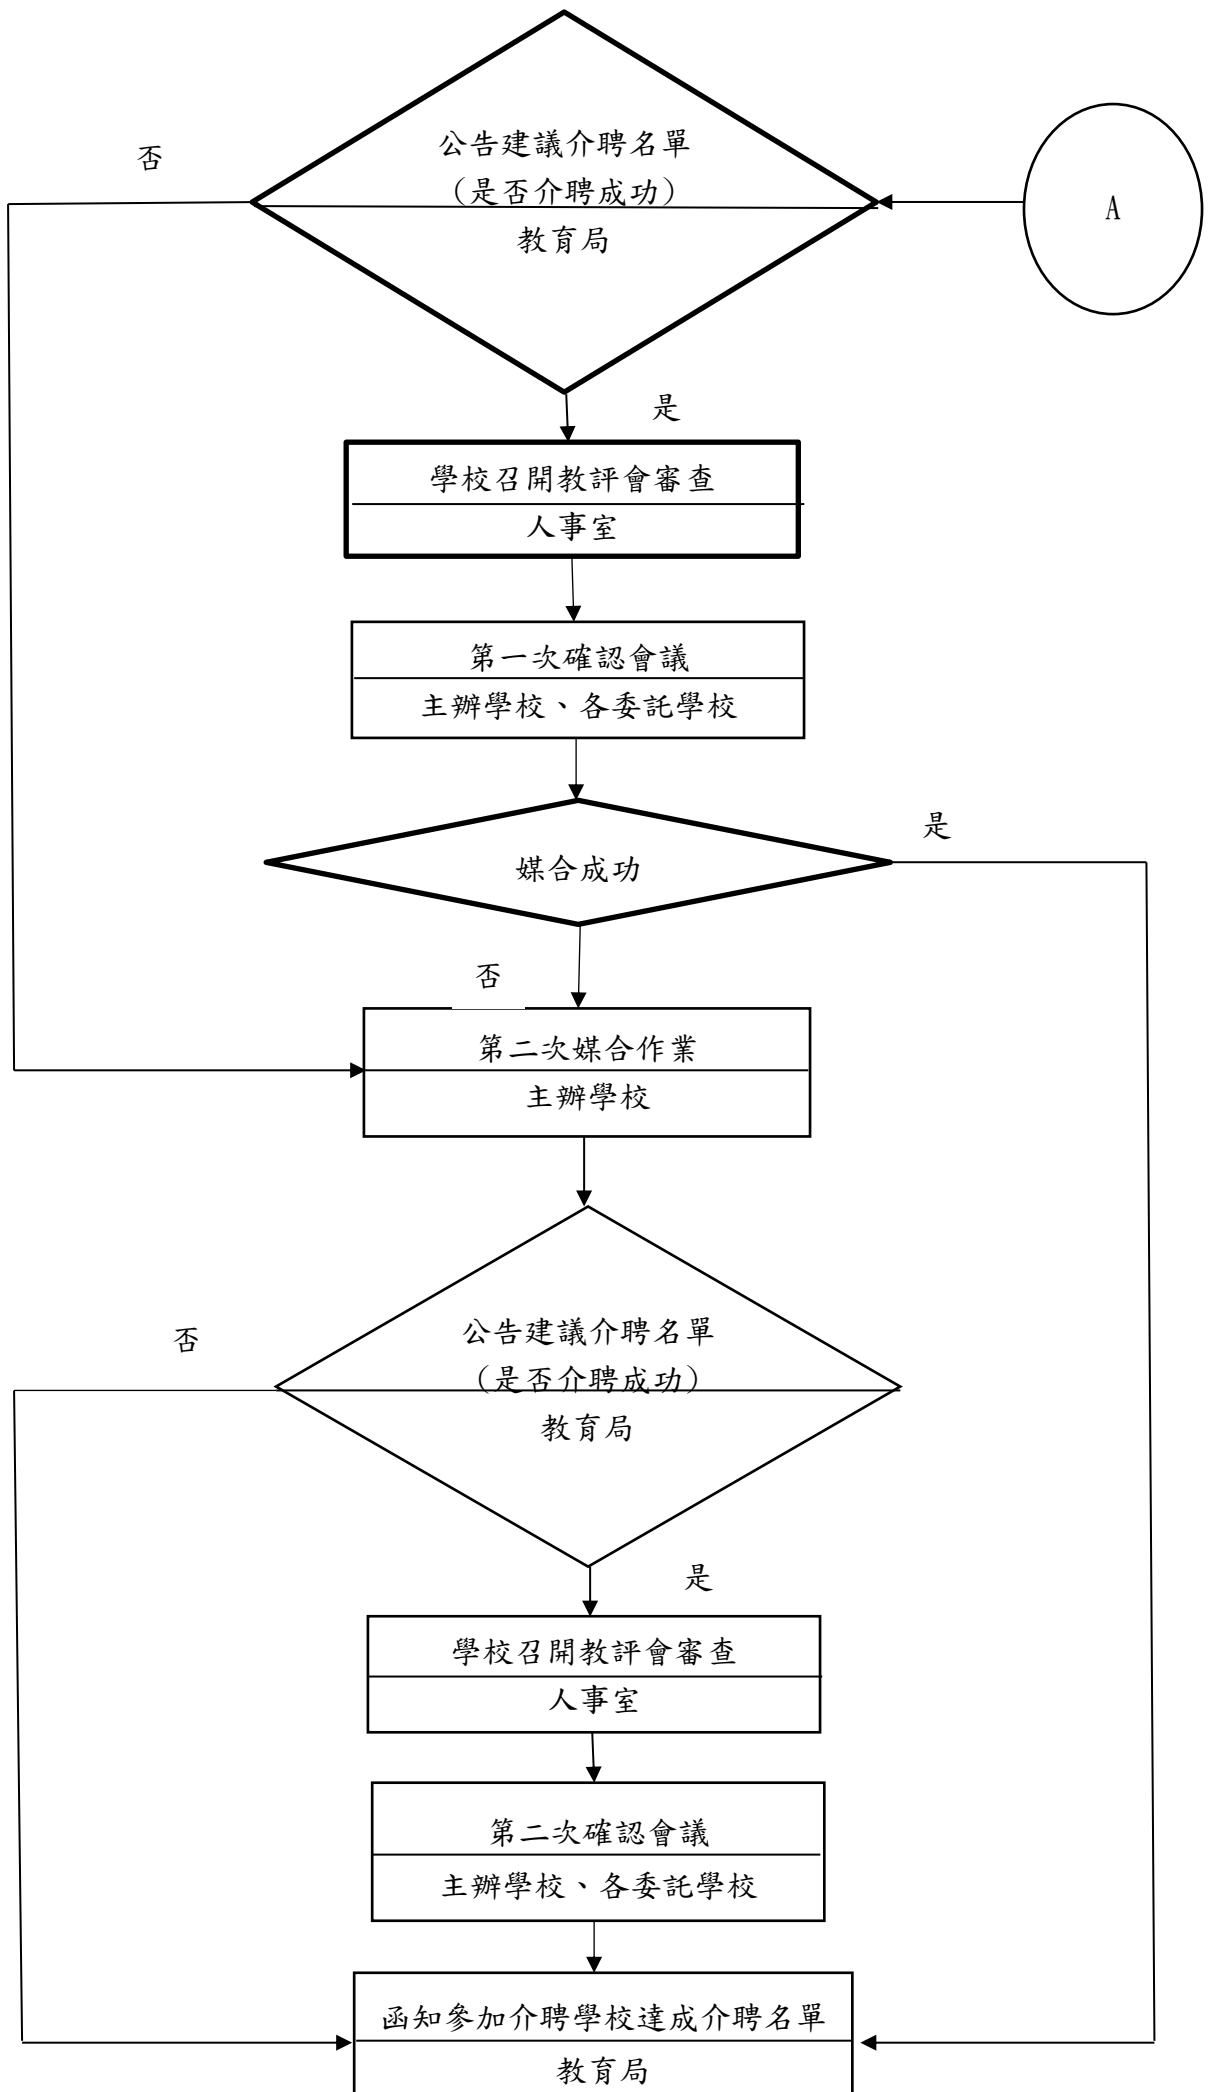 公告建議介聘名單
否
(是否介聘成功)
A
教育局
是
學校召開教評會審查
人事室
第一次確認會議
主辦學校、各委託學校
是
媒合成功
否
第二次媒合作業
主辦學校
公告建議介聘名單
否
(是否介聘成功)
教育局
是
學校召開教評會審查
人事室
第二次確認會議
主辦學校、各委託學校
函知參加介聘學校達成介聘名單
教育局